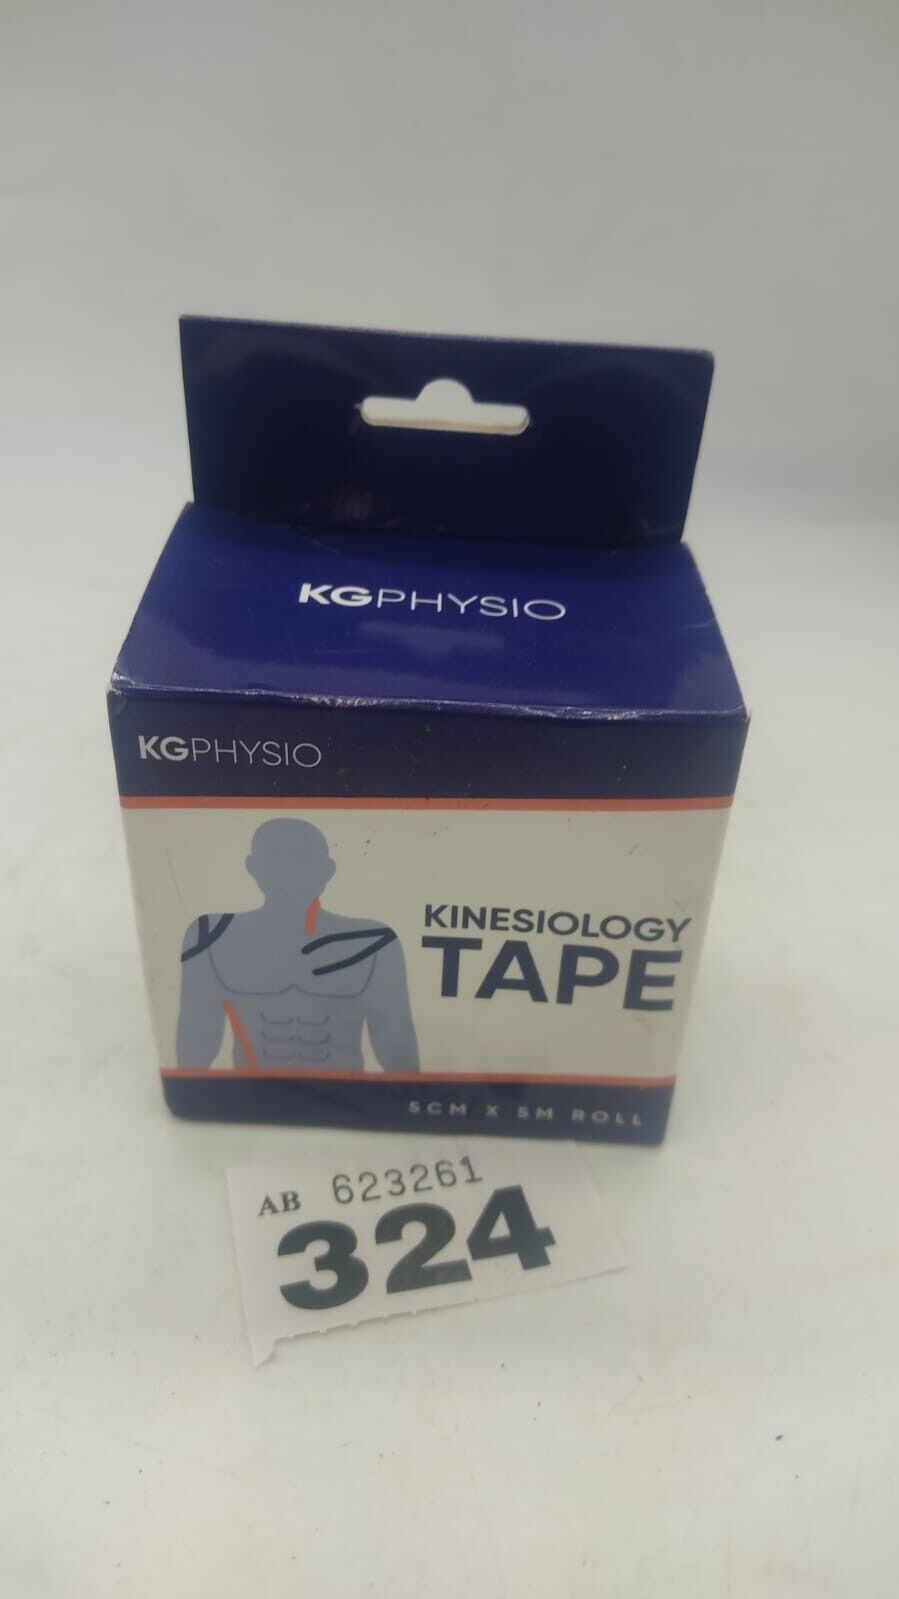 KGPHYSIO
KGPHYSIO
KINESIOLOGY
TAPE
5CM X 5M ROLL
AB 623261
324